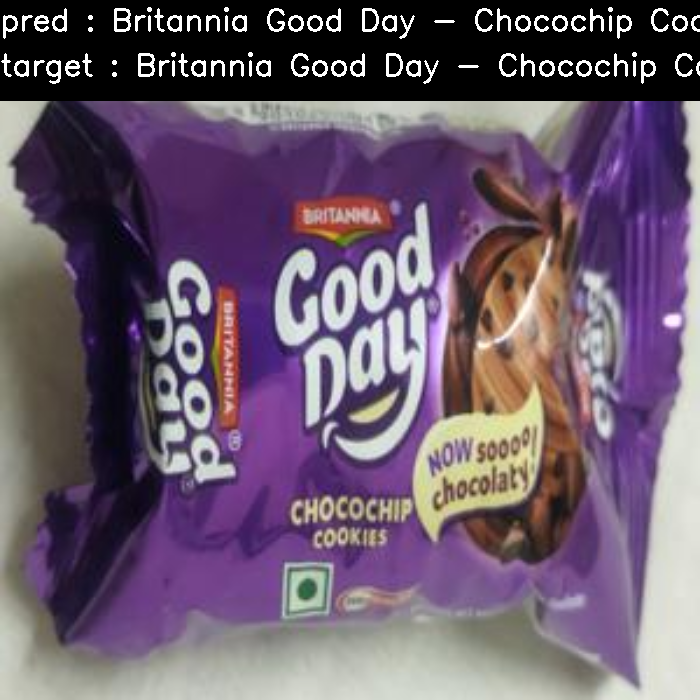 pred : Britannia Good Day – Chocochip Coo
target : Britannia Good Day – Chocochip Co
BRITANNIA®
Good
Day®
BRITANNIA
Good
Day®
NOW soooo!
chocolaty!
CHOCOCHIP
COOKIES